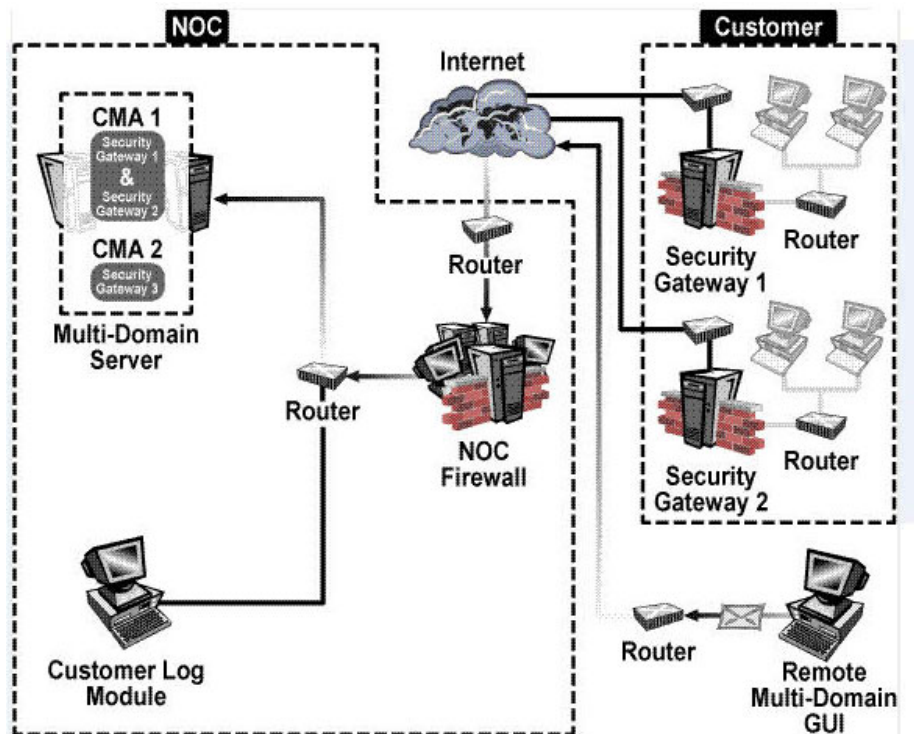 NOC
Customer
Internet
CMA 1
Security
Gateway 1
&
Security
Gateway 2
CMA 2
Security
Gateway 3
Multi-Domain
Server
Router
Router
NOC
Firewall
Customer Log
Module
Security
Gateway 1
Router
Security
Gateway 2
Router
Router
Remote
Multi-Domain
GUI